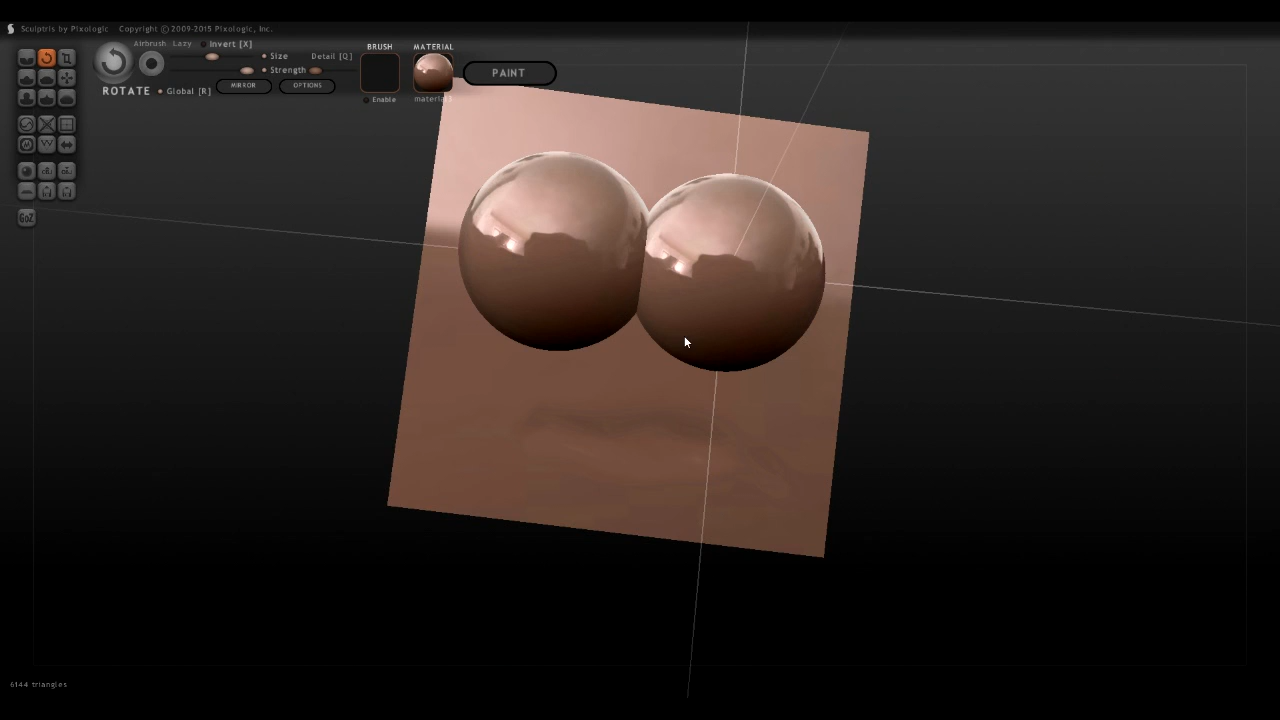 Sculptris by Pixologic   Copyright © 2009-2015 Pixologic, Inc.
Airbrush Lazy Invert [X]
BRUSH MATERIAL
Size Detail [Q]
Strength
PAINT
ROTATE Global [R] MIRROR OPTIONS
Enable
GoZ
6144 triangles